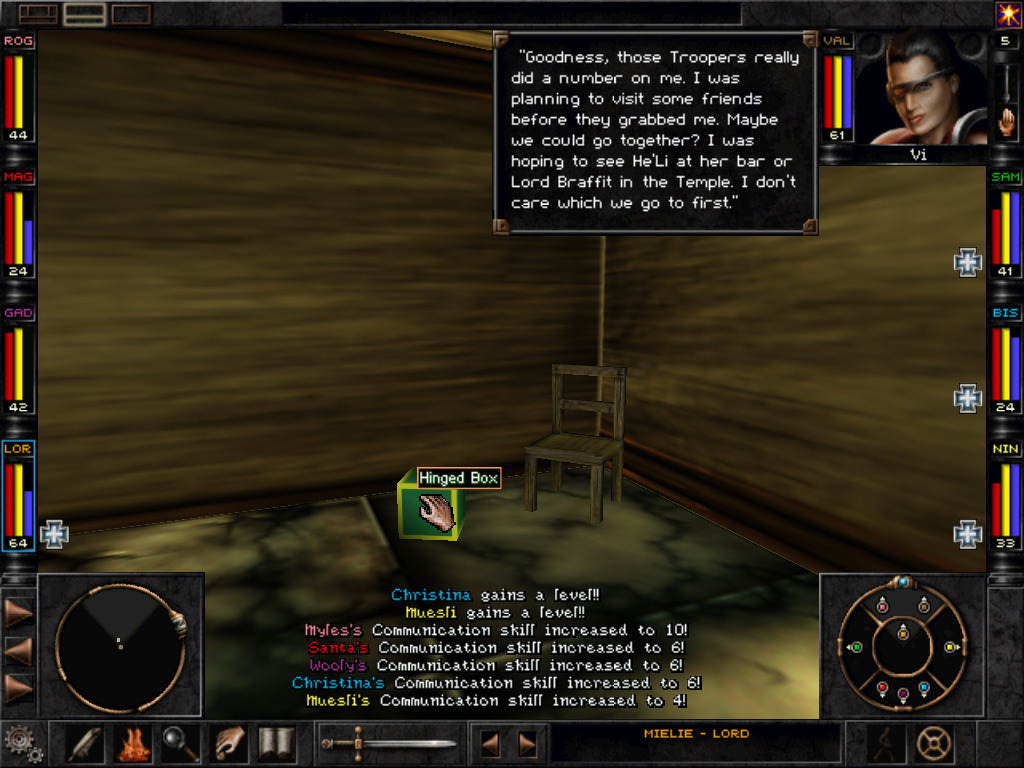 ROG
44
MAG
24
GAD
42
LOR
64
"Goodness, those Troopers really
did a number on me. I was
planning to visit some friends
before they grabbed me. Maybe
we could go together? I was
hoping to see He'Li at her bar or
Lord Braffit in the Temple. I don't
care which we go to first."
VAL
61
Vi
5
SAM
41
BIS
24
NIN
33
Hinged Box
Christina gains a level!!
Muesli gains a level!!
Myles's Communication skill increased to 10!
Santa's Communication skill increased to 6!
Woofy's Communication skill increased to 6!
Christina's Communication skill increased to 6!
Muesli's Communication skill increased to 4!
MIELIE - LORD